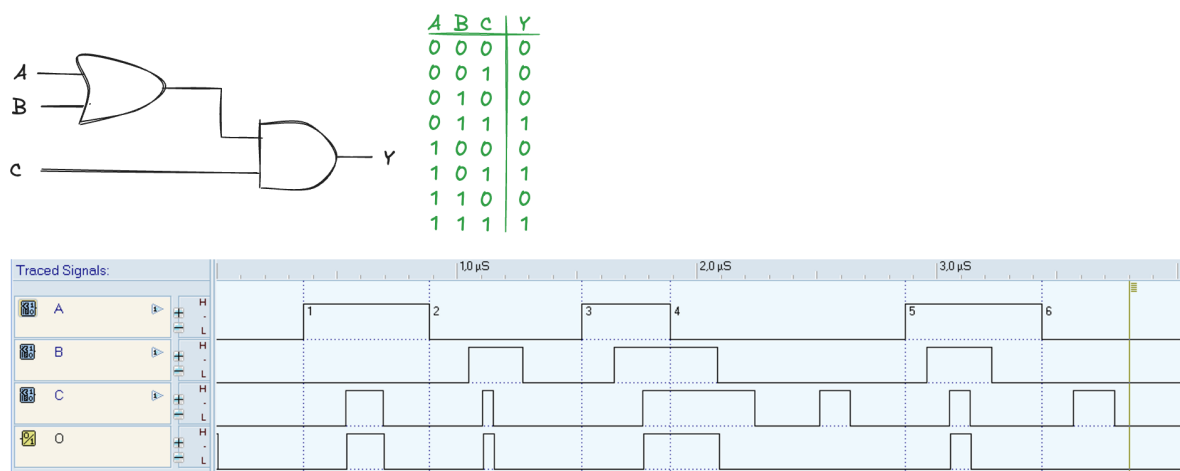 A B C Y
0 0 0 0
0 0 1 0
0 1 0 0
0 1 1 1
1 0 0 0
1 0 1 1
1 1 0 0
1 1 1 1
A
B
C
Y
Traced Signals: 1,0 µS 2,0 µS 3,0 µS
A H - L 1 2 3 4 5 6
B H - L
C H - L
O H - L